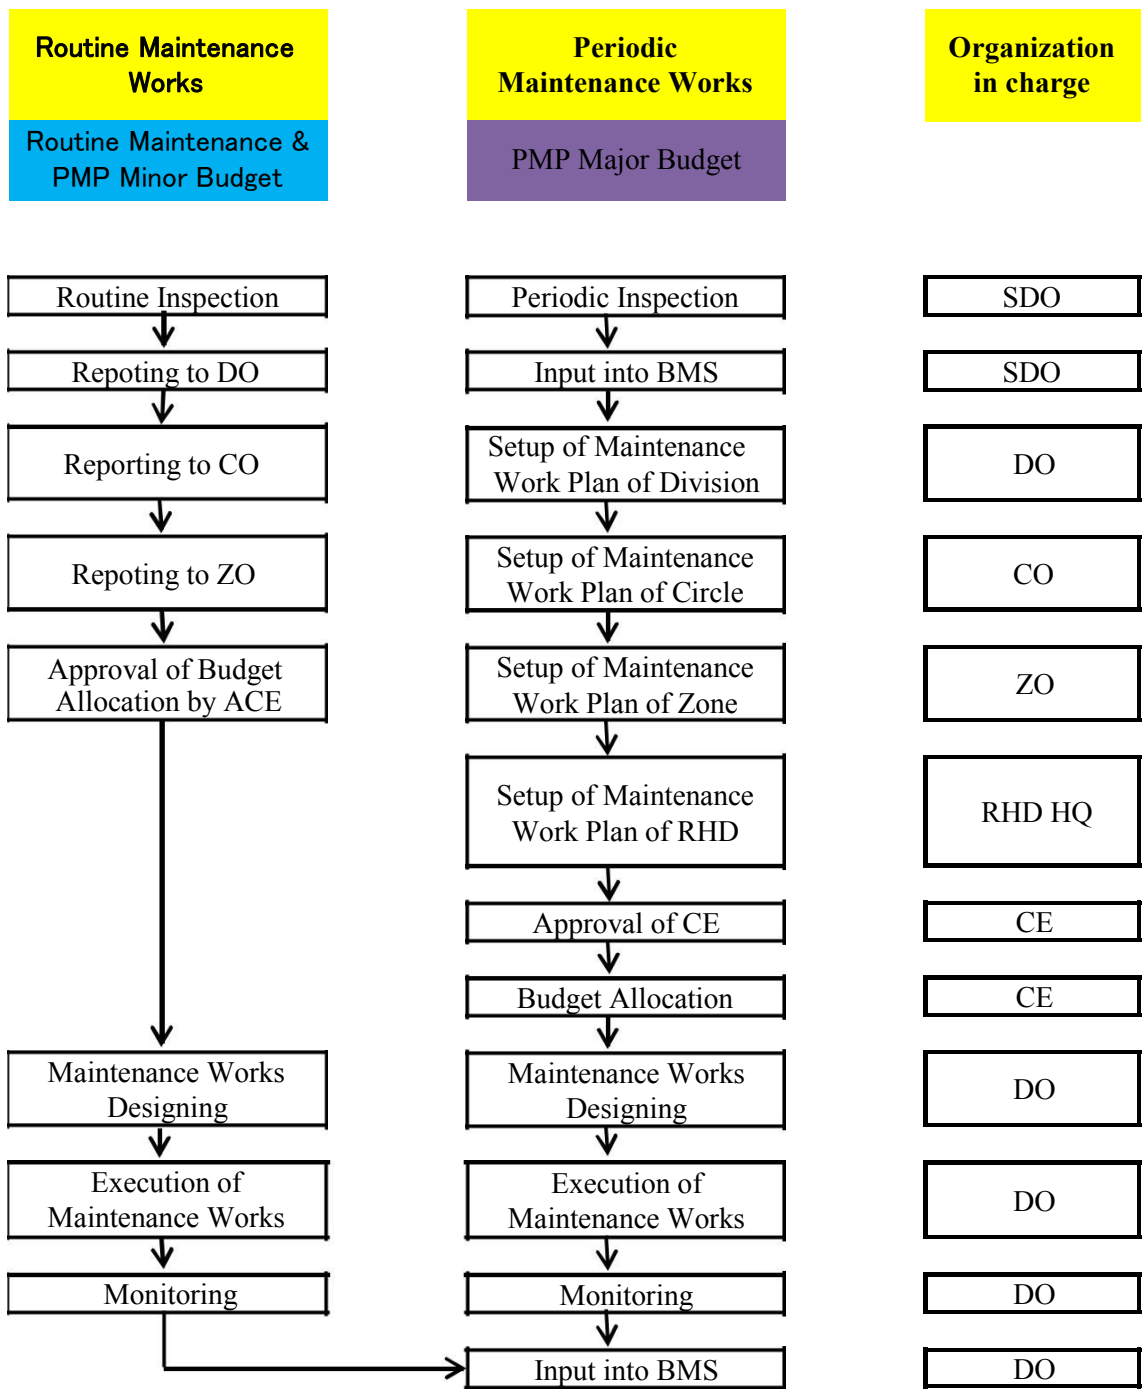 Routine Maintenance
Works
Periodic
Maintenance Works
Organization
in charge
Routine Maintenance &
PMP Minor Budget
PMP Major Budget
Routine Inspection
Periodic Inspection
SDO
Repoting to DO
Input into BMS
SDO
Reporting to CO
Setup of Maintenance
Work Plan of Division
DO
Repoting to ZO
Setup of Maintenance
Work Plan of Circle
CO
Approval of Budget
Allocation by ACE
Setup of Maintenance
Work Plan of Zone
ZO
Setup of Maintenance
Work Plan of RHD
RHD HQ
Approval of CE
CE
Budget Allocation
CE
Maintenance Works
Designing
Maintenance Works
Designing
DO
Execution of
Maintenance Works
Execution of
Maintenance Works
DO
Monitoring
Monitoring
DO
Input into BMS
DO